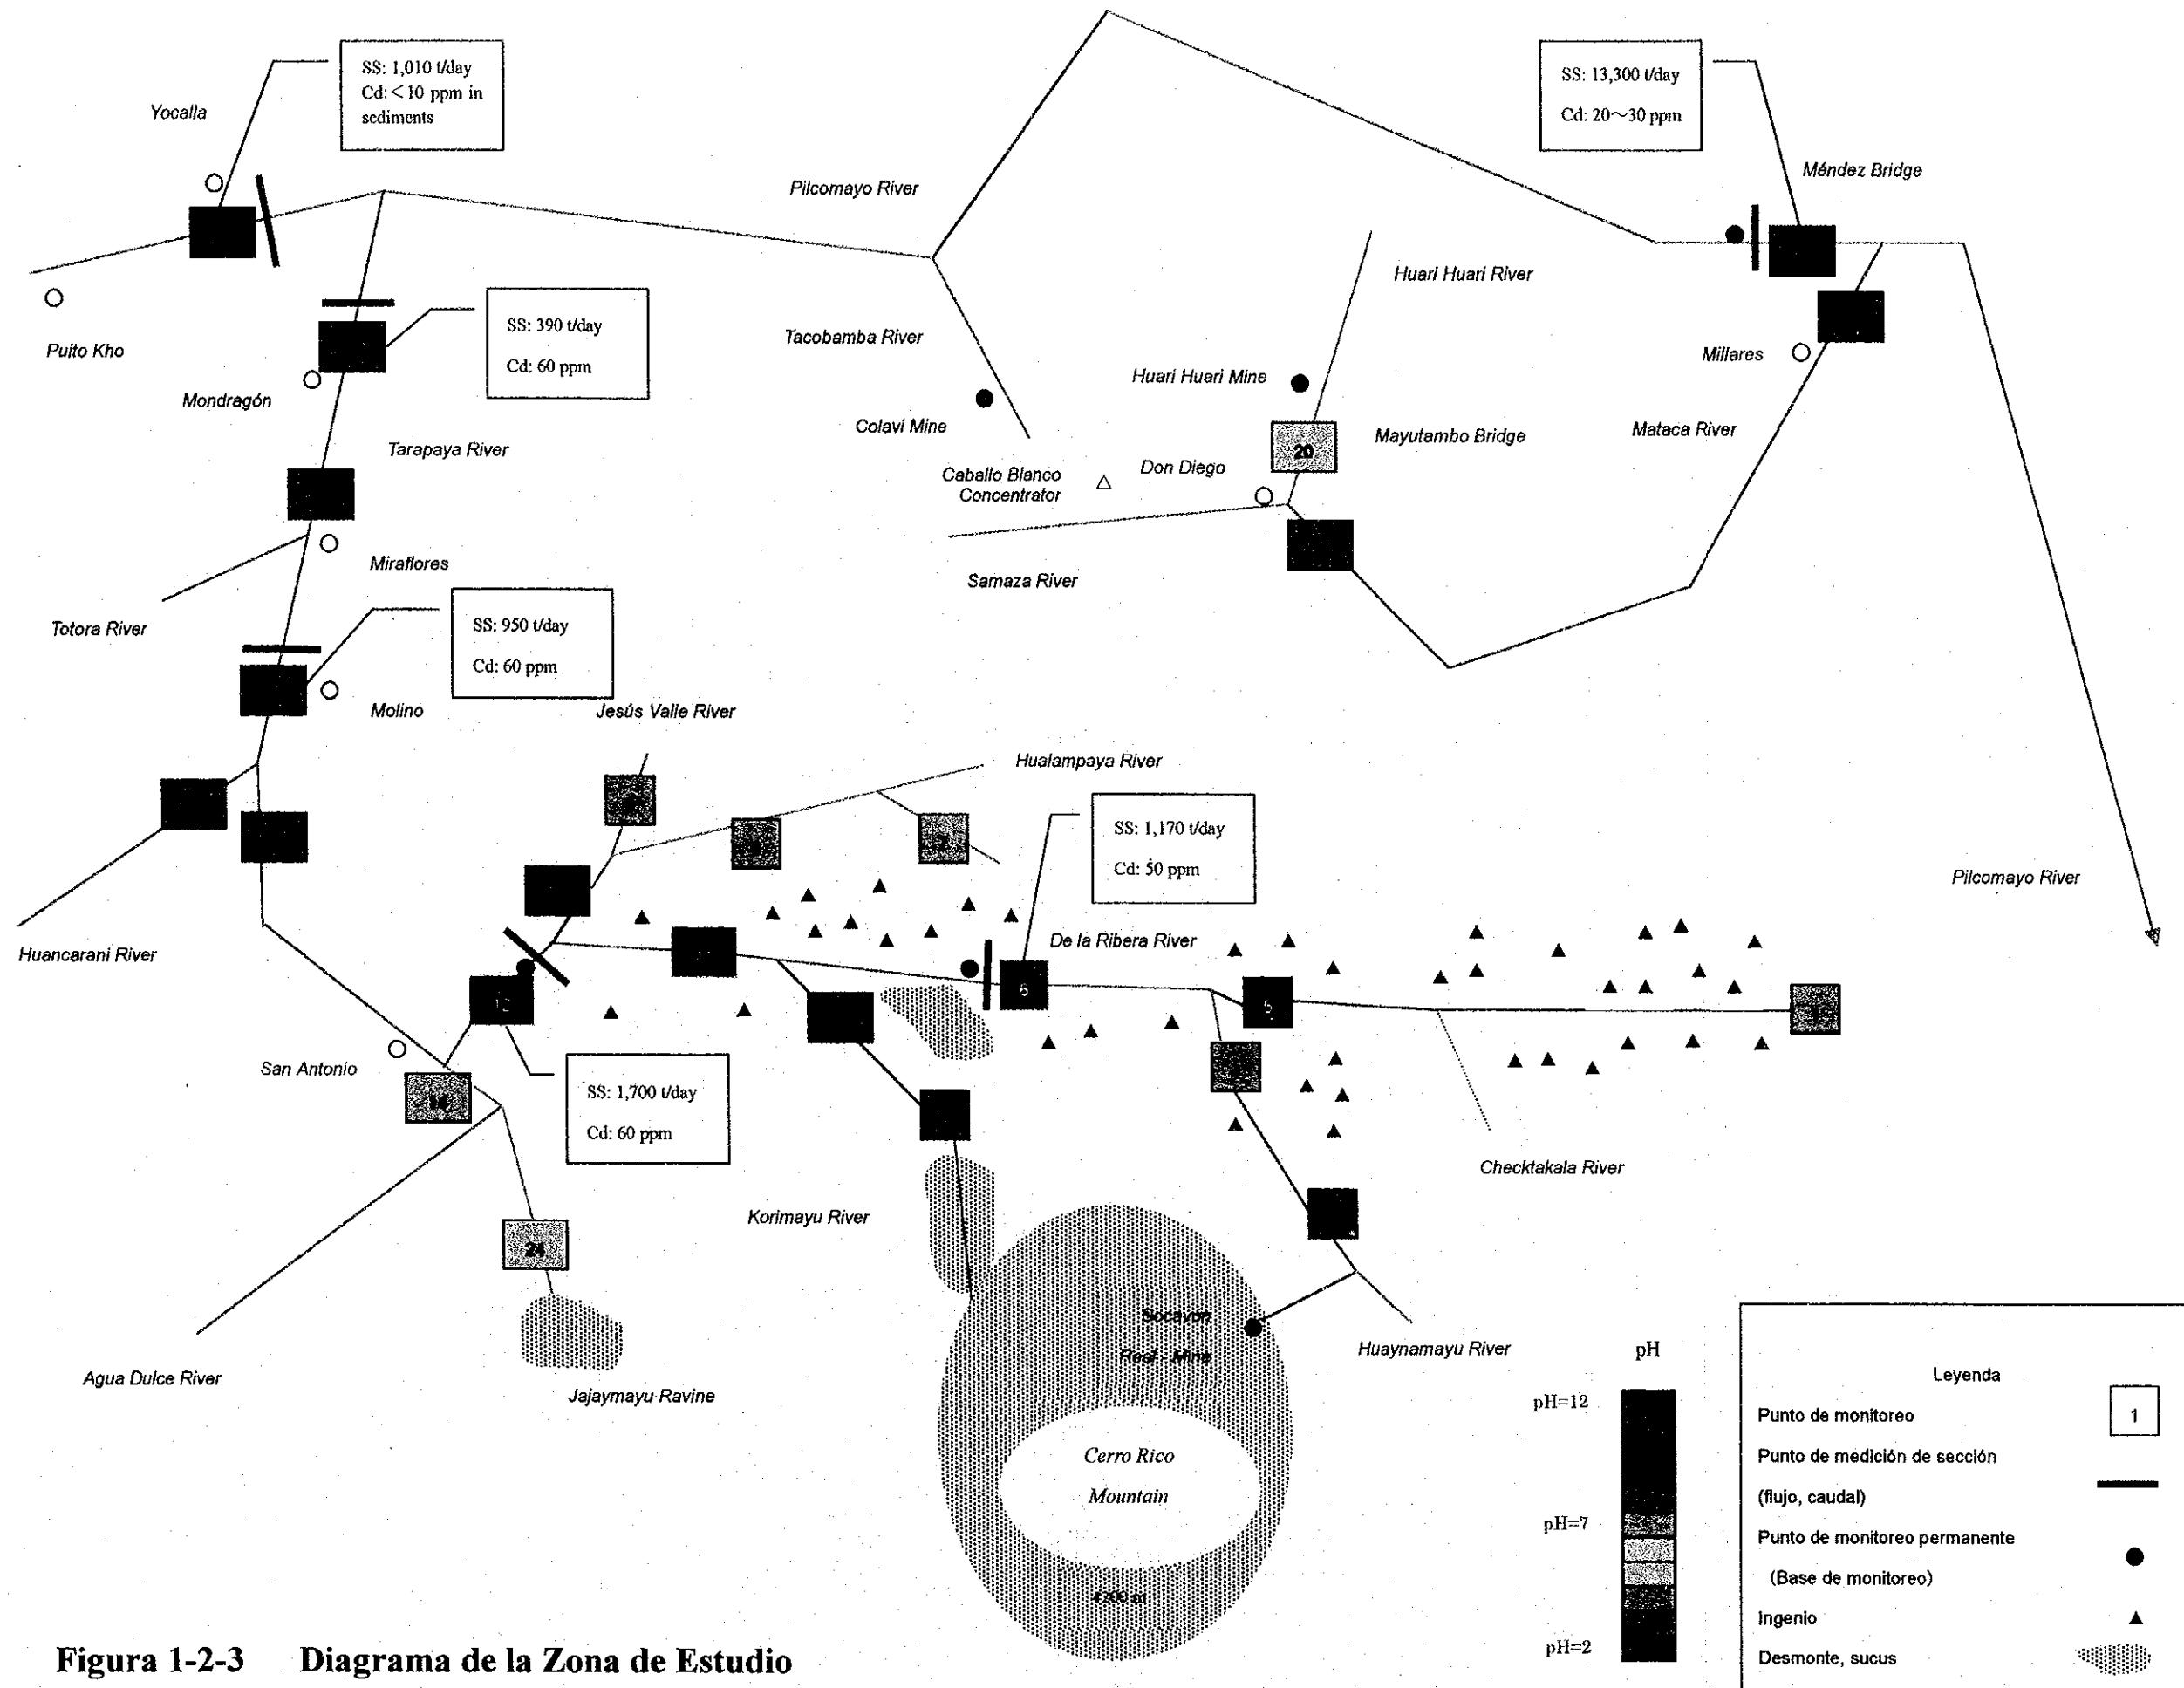 SS: 1,010 t/day
Cd:<10 ppm in
sediments
SS: 13,300 t/day
Cd: 20～30 ppm
Yocalla
Pilcomayo River
Méndez Bridge
Huari Huari River
SS: 390 t/day
Cd: 60 ppm
Puito Kho
Tacobamba River
Millares
Mondragón
Huari Huari Mine
Colavi Mine
Mayutambo Bridge
Mataca River
Tarapaya River
20
Caballo Blanco
Concentrator
Don Diego
Miraflores
Samaza River
Totora River
SS: 950 t/day
Cd: 60 ppm
Molino
Jesús Valle River
Hualampaya River
SS: 1,170 t/day
Cd: 50 ppm
Pilcomayo River
Huancarani River
De la Ribera River
6
5
San Antonio
SS: 1,700 t/day
Cd: 60 ppm
Checktakala River
Korimayu River
24
Socavon
Real - Mine
Huaynamayu River
Agua Dulce River
Jajaymayu Ravine
Cerro Rico
Mountain
4200 m
pH
pH=12
pH=7
pH=2
Leyenda
Punto de monitoreo
1
Punto de medición de sección
(flujo, caudal)
Punto de monitoreo permanente
(Base de monitoreo)
Ingenio
Desmonte, sucus
Figura 1-2-3 Diagrama de la Zona de Estudio